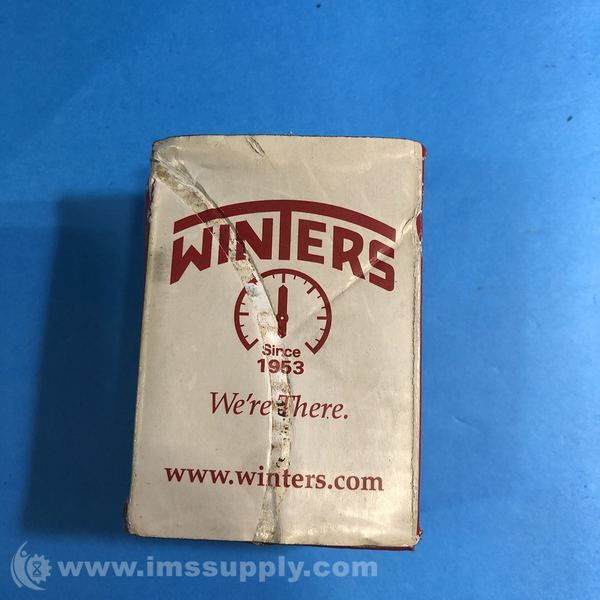 WINTERS
Since
1953
We're There.
www.winters.com
www.imssupply.com